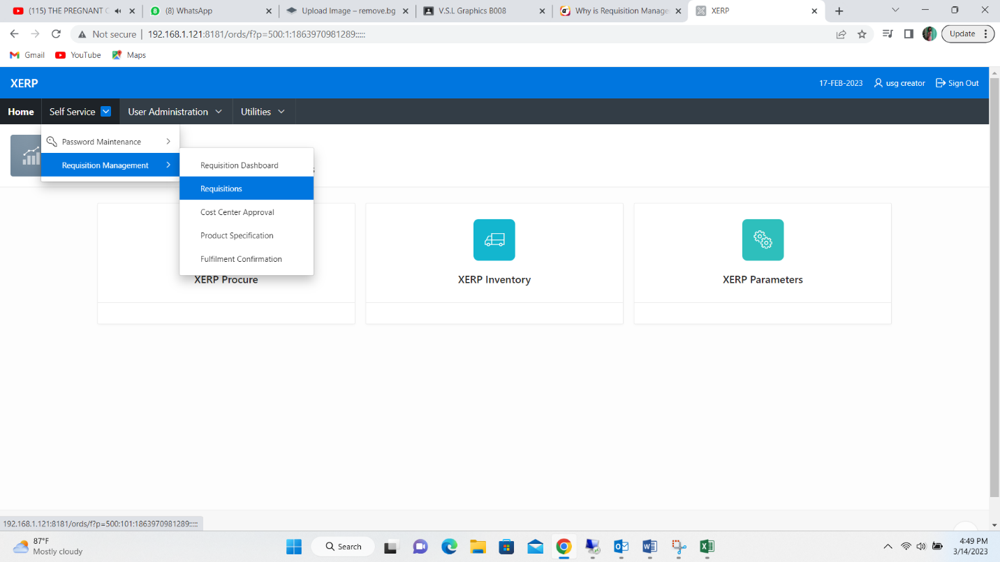 (115) THE PREGNANT
(8) WhatsApp
Upload Image – remove.bg
V.S.L Graphics B008
Why is Requisition Manage
XERP
Not secure
192.168.1.121:8181/ords/f?p=500:1:1863970981289:::::
Update
Gmail
YouTube
Maps
XERP
17-FEB-2023
usg creator
Sign Out
Home
Self Service
User Administration
Utilities
Password Maintenance
Requisition Management
Requisition Dashboard
Requisitions
Cost Center Approval
Product Specification
Fulfilment Confirmation
XERP Procure
XERP Inventory
XERP Parameters
192.168.1.121:8181/ords/f?p=500:101:1863970981289:::::
87°F
Mostly cloudy
Search
4:49 PM
3/14/2023